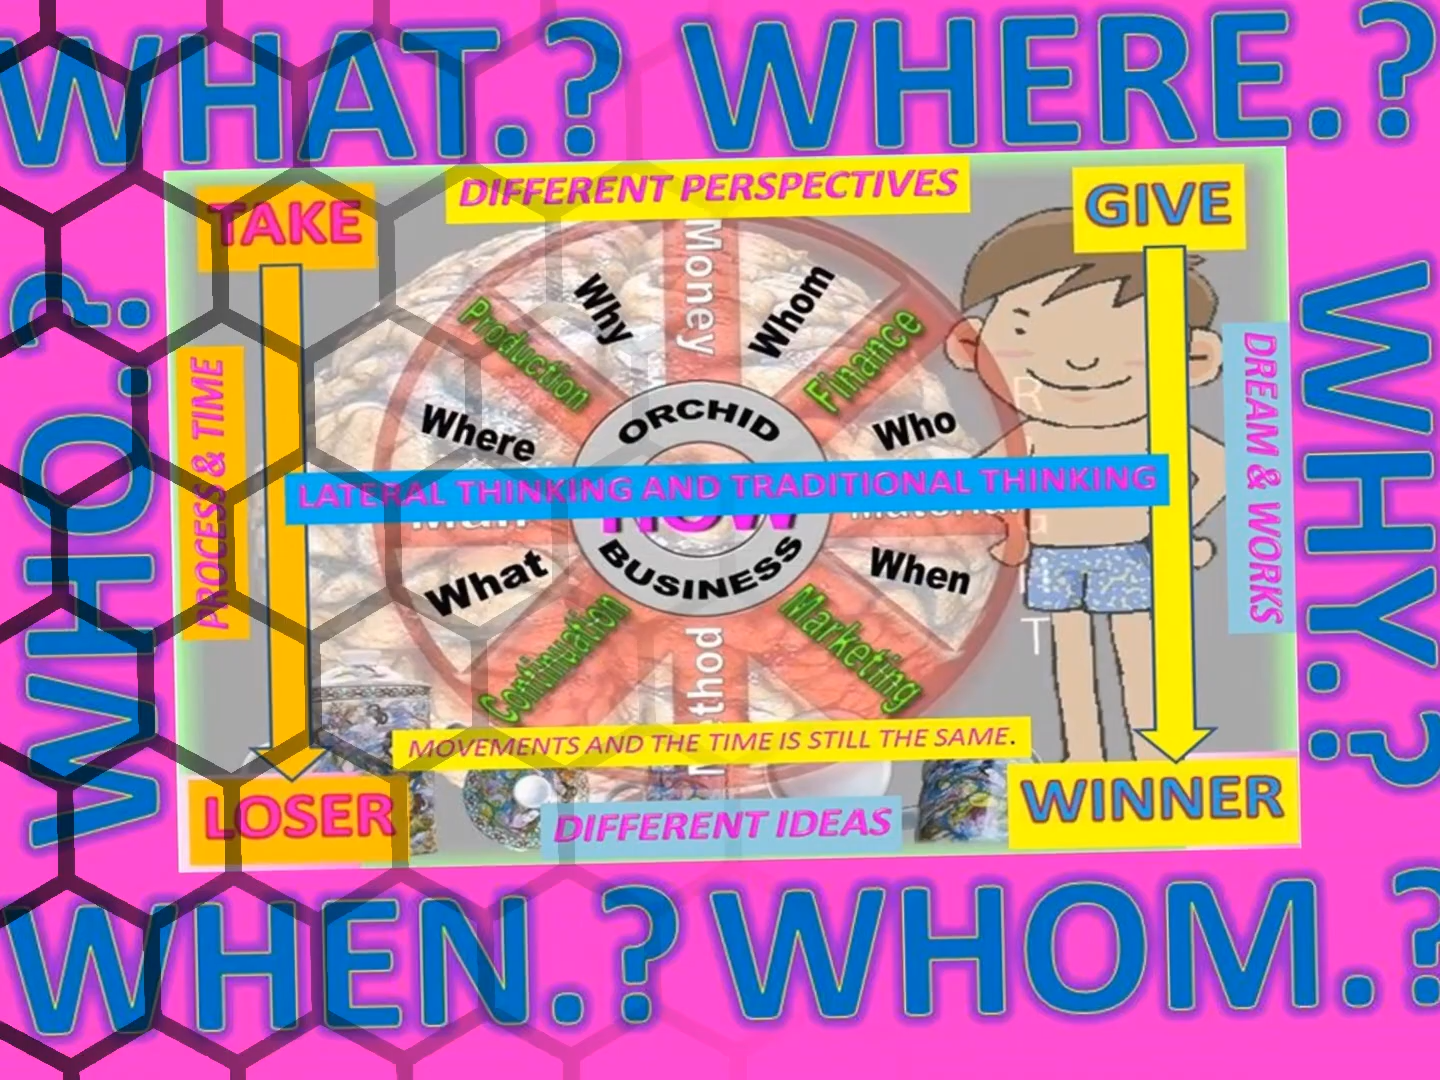 WHAT.? WHERE.?
WHO.?
WHY.?
WHEN.? WHOM.?
DIFFERENT PERSPECTIVES
TAKE
GIVE
PROCESS & TIME
DREAM & WORKS
Money
Why
Whom
Production
Finance
Where
Who
ORCHID
LATERAL THINKING AND TRADITIONAL THINKING
HOW
BUSINESS
What
When
Continuation
Marketing
Method
T
MOVEMENTS AND THE TIME IS STILL THE SAME.
LOSER
WINNER
DIFFERENT IDEAS